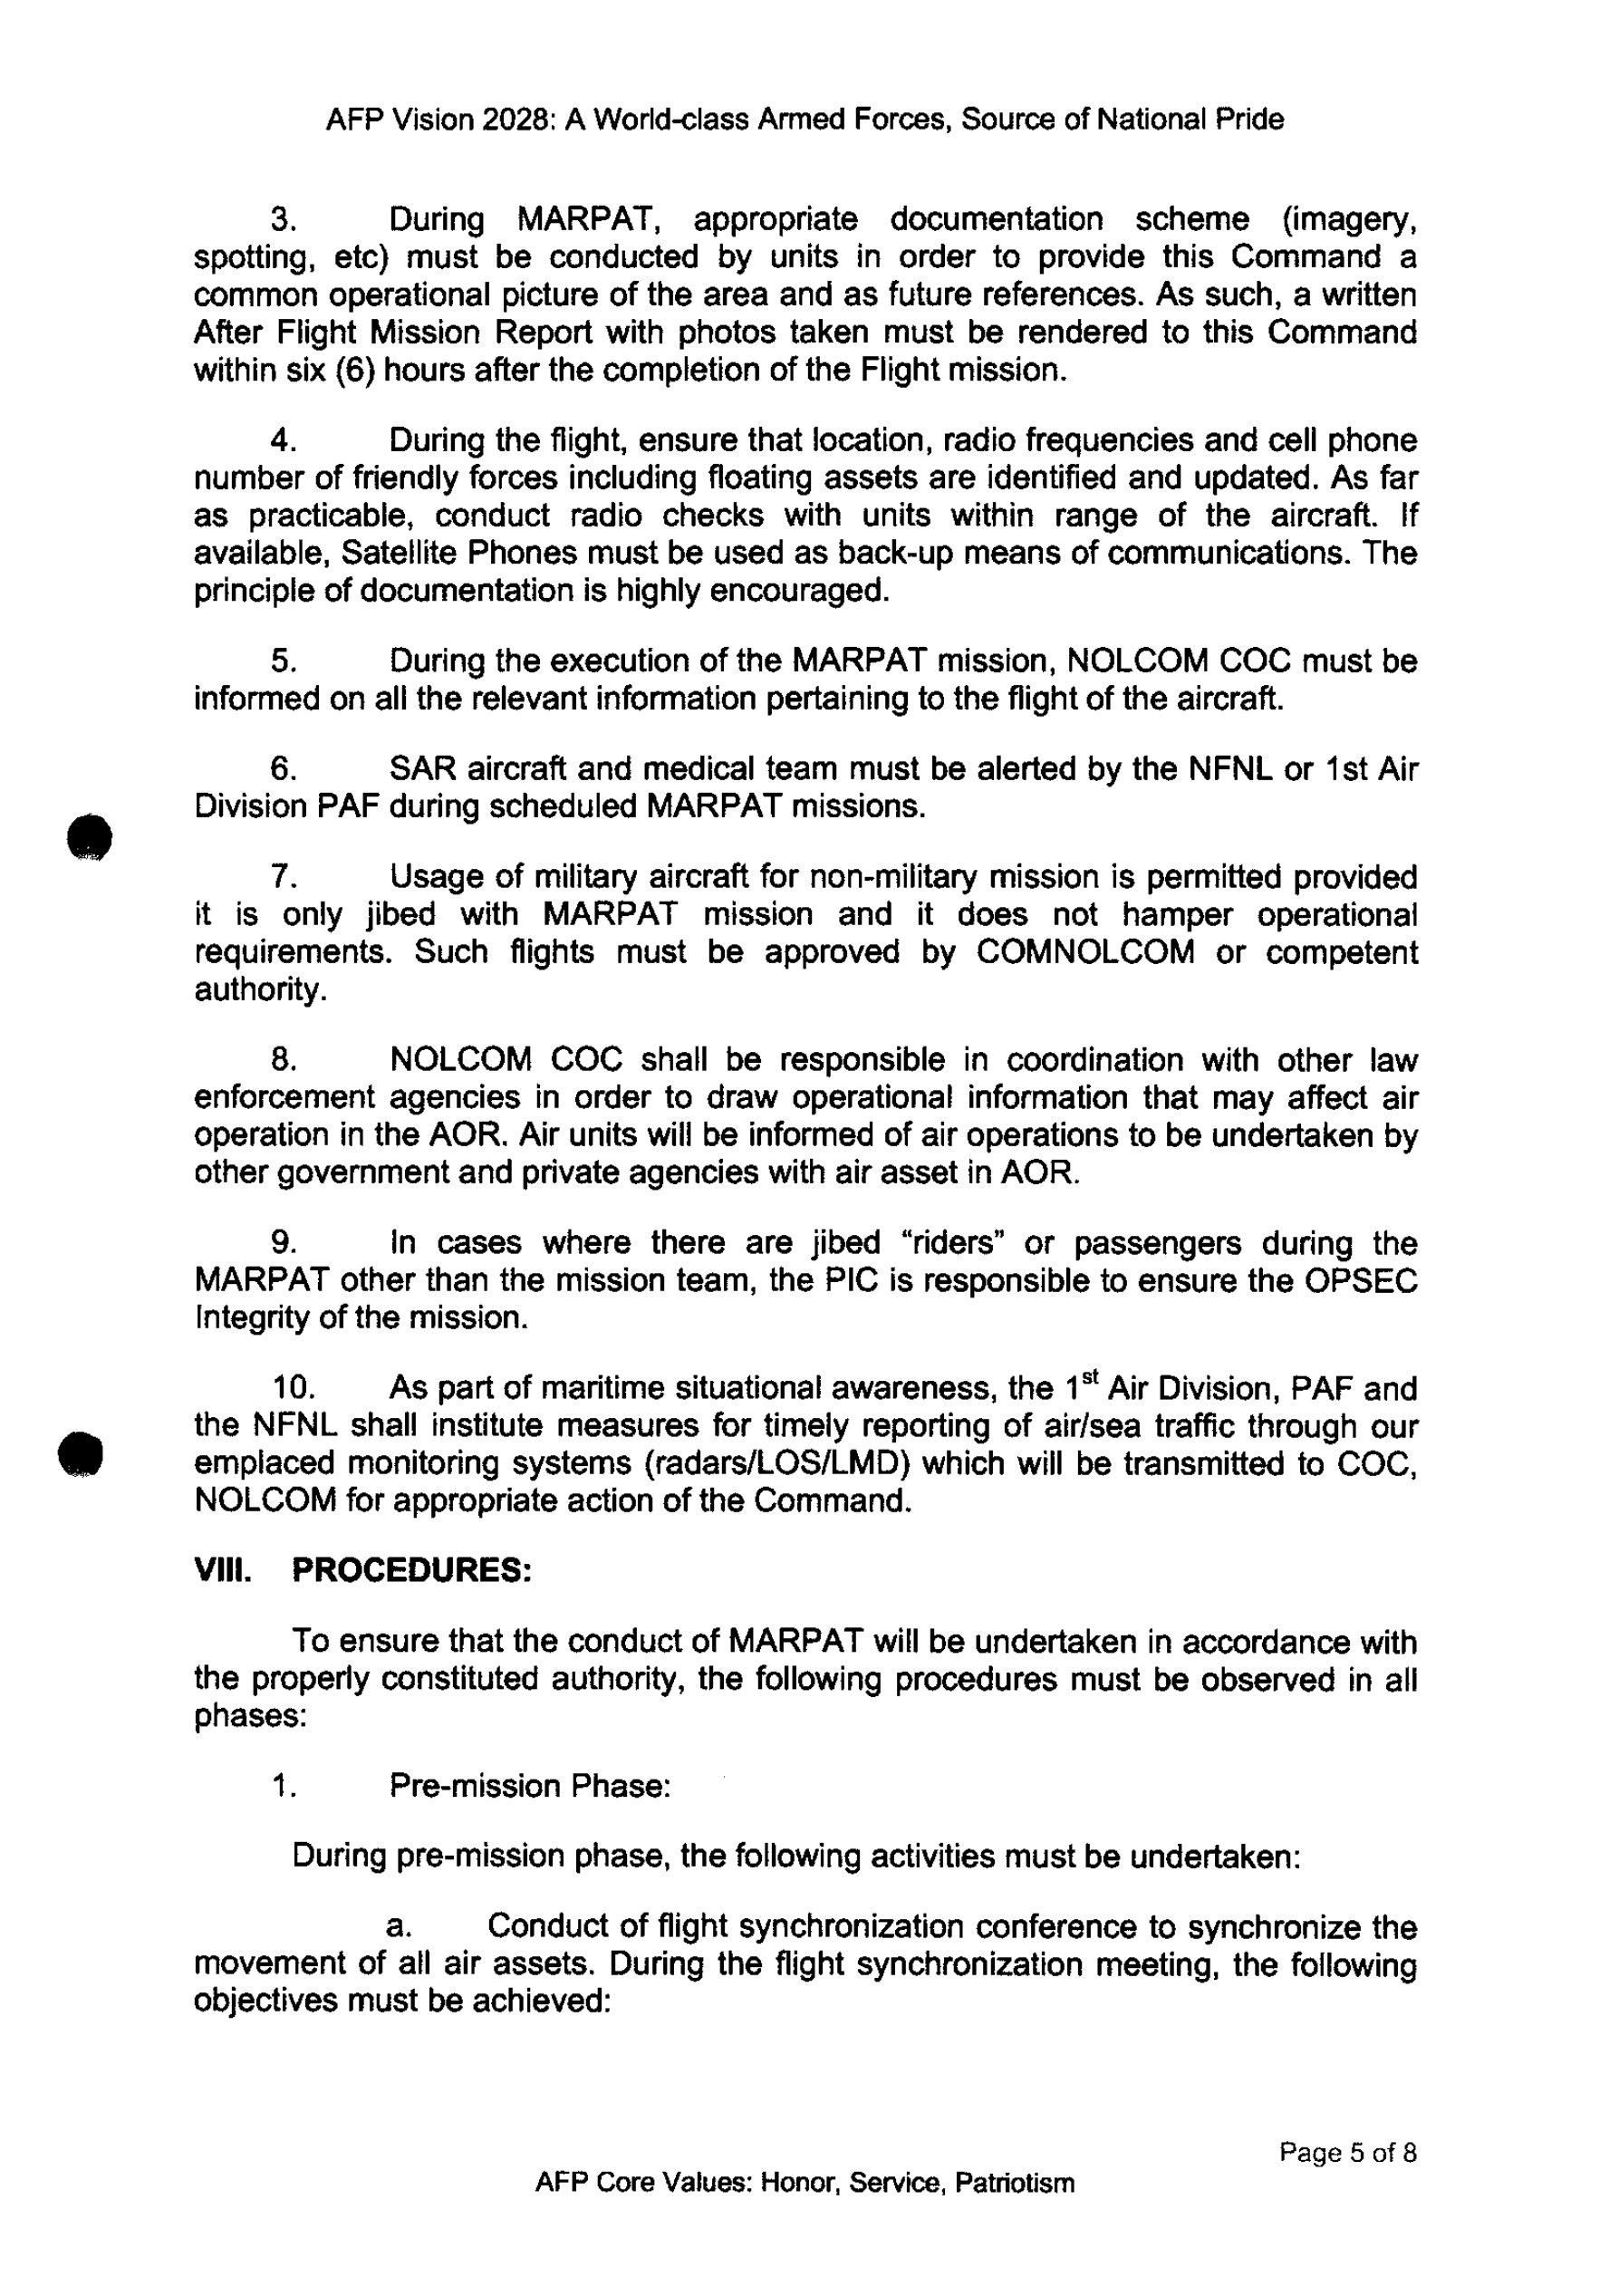 AFP Vision 2028: A World-class Armed Forces, Source of National Pride
3. During MARPAT, appropriate documentation scheme (imagery,
spotting, etc) must be conducted by units in order to provide this Command a
common operational picture of the area and as future references. As such, a written
After Flight Mission Report with photos taken must be rendered to this Command
within six (6) hours after the completion of the Flight mission.
4. During the flight, ensure that location, radio frequencies and cell phone
number of friendly forces including floating assets are identified and updated. As far
as practicable, conduct radio checks with units within range of the aircraft. If
available, Satellite Phones must be used as back-up means of communications. The
principle of documentation is highly encouraged.
5. During the execution of the MARPAT mission, NOLCOM COC must be
informed on all the relevant information pertaining to the flight of the aircraft.
6. SAR aircraft and medical team must be alerted by the NFNL or 1st Air
Division PAF during scheduled MARPAT missions.
7. Usage of military aircraft for non-military mission is permitted provided
it is only jibed with MARPAT mission and it does not hamper operational
requirements. Such flights must be approved by COMNOLCOM or competent
authority.
8. NOLCOM COC shall be responsible in coordination with other law
enforcement agencies in order to draw operational information that may affect air
operation in the AOR. Air units will be informed of air operations to be undertaken by
other government and private agencies with air asset in AOR.
9. In cases where there are jibed “riders” or passengers during the
MARPAT other than the mission team, the PIC is responsible to ensure the OPSEC
Integrity of the mission.
10. As part of maritime situational awareness, the 1st Air Division, PAF and
the NFNL shall institute measures for timely reporting of air/sea traffic through our
emplaced monitoring systems (radars/LOS/LMD) which will be transmitted to COC,
NOLCOM for appropriate action of the Command.
VIII. PROCEDURES:
To ensure that the conduct of MARPAT will be undertaken in accordance with
the properly constituted authority, the following procedures must be observed in all
phases:
1. Pre-mission Phase:
During pre-mission phase, the following activities must be undertaken:
a. Conduct of flight synchronization conference to synchronize the
movement of all air assets. During the flight synchronization meeting, the following
objectives must be achieved:
Page 5 of 8
AFP Core Values: Honor, Service, Patriotism